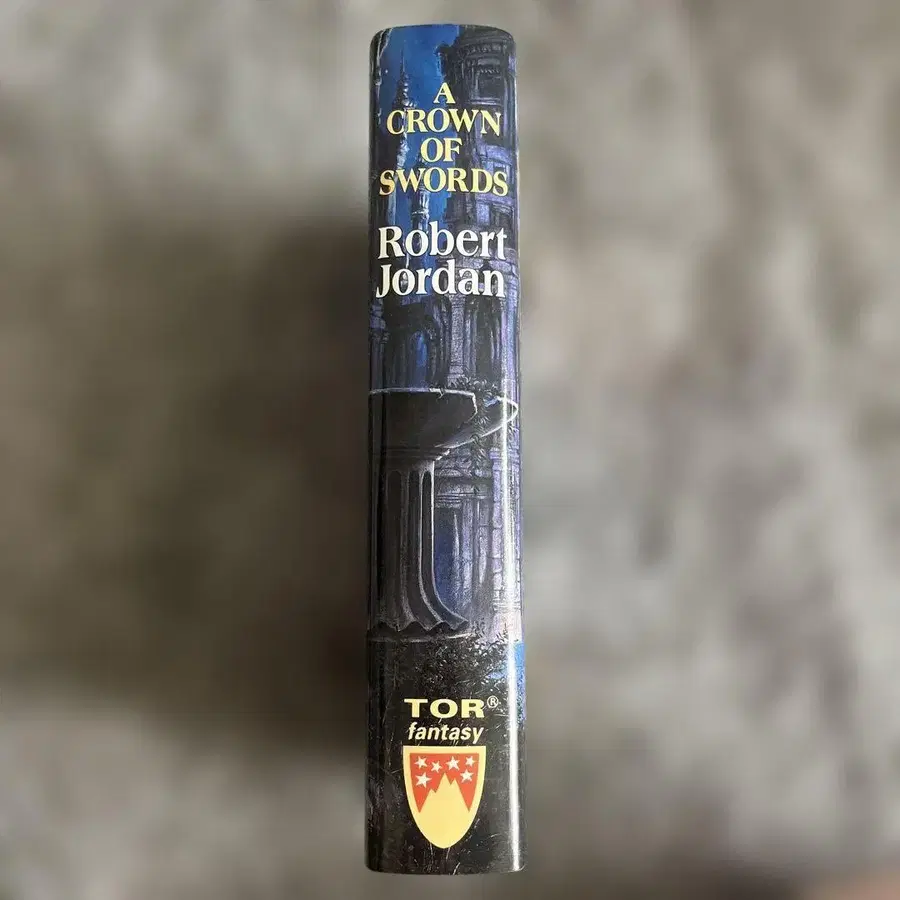 A
CROWN
OF
SWORDS
Robert
Jordan
TOR®
fantasy